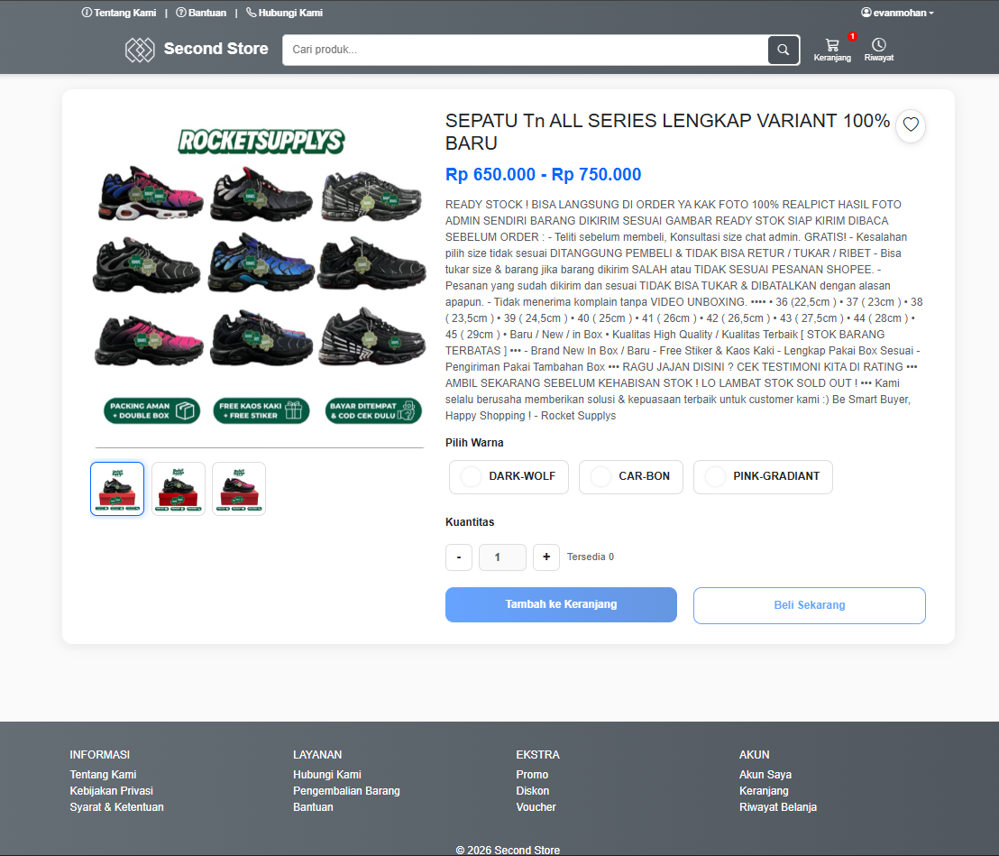 Tentang Kami | Bantuan | Hubungi Kami
evanmohan
Second Store
Cari produk...
1
Keranjang
Riwayat
ROCKETSUPPLYS
PACKING AMAN
+ DOUBLE BOX
FREE KAOS KAKI
+ FREE STIKER
BAYAR DITEMPAT
& COD CEK DULU
SEPATU Tn ALL SERIES LENGKAP VARIANT 100%
BARU
Rp 650.000 - Rp 750.000
READY STOCK ! BISA LANGSUNG DI ORDER YA KAK FOTO 100% REALPICT HASIL FOTO
ADMIN SENDIRI BARANG DIKIRIM SESUAI GAMBAR READY STOK SIAP KIRIM DIBACA
SEBELUM ORDER : - Teliti sebelum membeli, Konsultasi size chat admin. GRATIS! - Kesalahan
pilih size tidak sesuai DITANGGUNG PEMBELI & TIDAK BISA RETUR / TUKAR / RIBET - Bisa
tukar size & barang jika barang dikirim SALAH atau TIDAK SESUAI PESANAN SHOPEE. -
Pesanan yang sudah dikirim dan sesuai TIDAK BISA TUKAR & DIBATALKAN dengan alasan
apapun. - Tidak menerima komplain tanpa VIDEO UNBOXING. •••• • 36 (22,5cm ) • 37 ( 23cm ) • 38
( 23,5cm ) • 39 ( 24,5cm ) • 40 ( 25cm ) • 41 ( 26cm ) • 42 ( 26,5cm ) • 43 ( 27,5cm ) • 44 ( 28cm ) •
45 ( 29cm ) • Baru / New / in Box • Kualitas High Quality / Kualitas Terbaik [ STOK BARANG
TERBATAS ] ••• - Brand New In Box / Baru - Free Stiker & Kaos Kaki - Lengkap Pakai Box Sesuai -
Pengiriman Pakai Tambahan Box ••• RAGU JAJAN DISINI ? CEK TESTIMONI KITA DI RATING •••
AMBIL SEKARANG SEBELUM KEHABISAN STOK ! LO LAMBAT STOK SOLD OUT ! ••• Kami
selalu berusaha memberikan solusi & kepuasaan terbaik untuk customer kami :) Be Smart Buyer,
Happy Shopping ! - Rocket Supplys
Pilih Warna
DARK-WOLF
CAR-BON
PINK-GRADIANT
Kuantitas
- 1 + Tersedia 0
Tambah ke Keranjang
Beli Sekarang
INFORMASI
Tentang Kami
Kebijakan Privasi
Syarat & Ketentuan
LAYANAN
Hubungi Kami
Pengembalian Barang
Bantuan
EKSTRA
Promo
Diskon
Voucher
AKUN
Akun Saya
Keranjang
Riwayat Belanja
© 2026 Second Store